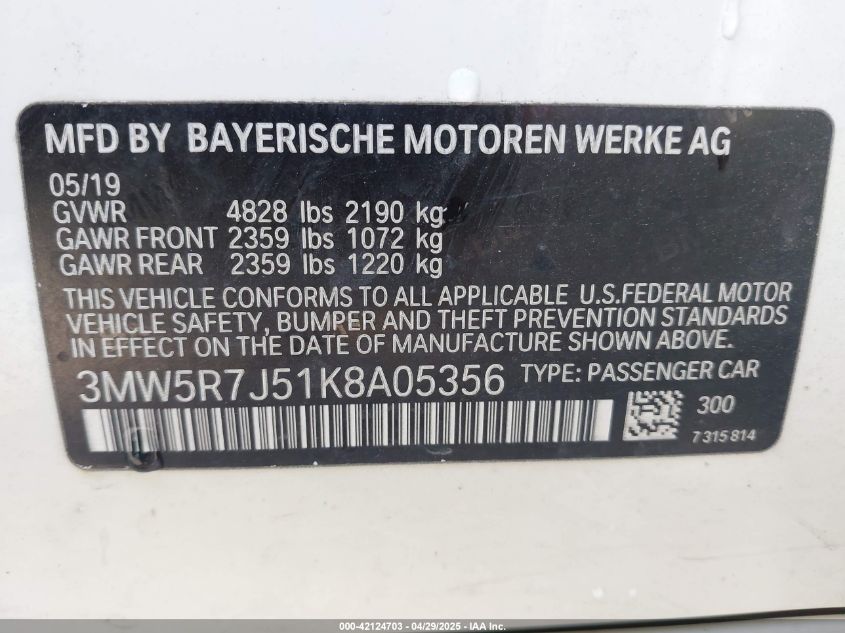 MFD BY BAYERISCHE MOTOREN WERKE AG
05/19
GVWR 4828 lbs 2190 kg
GAWR FRONT 2359 lbs 1072 kg
GAWR REAR 2359 lbs 1220 kg
THIS VEHICLE CONFORMS TO ALL APPLICABLE U.S.FEDERAL MOTOR
VEHICLE SAFETY, BUMPER AND THEFT PREVENTION STANDARDS
IN EFFECT ON THE DATE OF MANUFACTURE SHOWN ABOVE.
3MW5R7J51K8A05356 TYPE: PASSENGER CAR
300
7315814
000-42124703 - 04/29/2025 - IAA Inc.